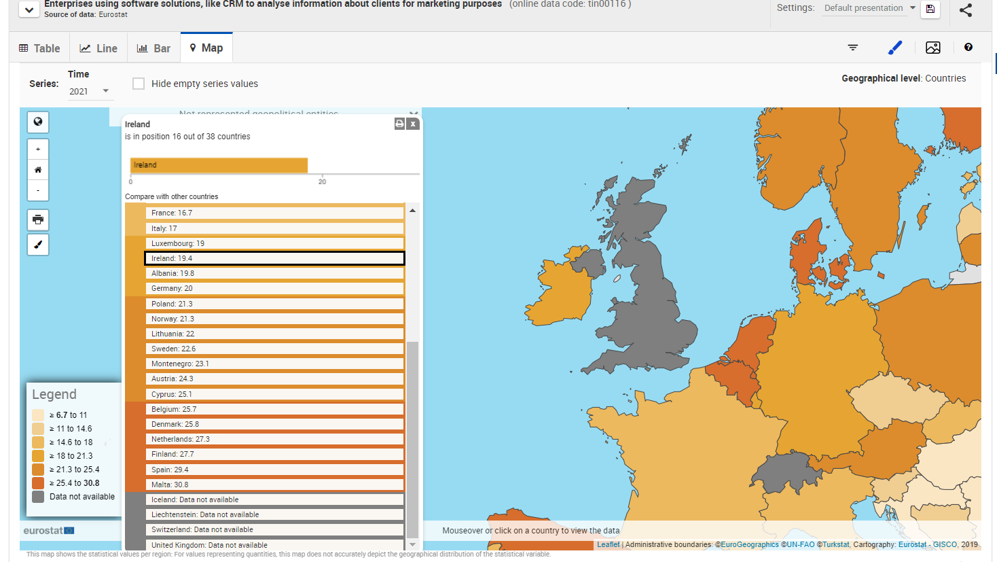 Enterprises using software solutions, like CRM to analyse information about clients for marketing purposes (online data code: tin00116 )
Source of data: Eurostat
Settings: Default presentation
Table Line Bar Map
Series: Time
2021
Hide empty series values
Geographical level: Countries
Not represented geopolitical entities
Ireland
x
is in position 16 out of 38 countries
Ireland
0 20
Compare with other countries
France: 16.7
Italy: 17
Luxembourg: 19
Ireland: 19.4
Albania: 19.8
Germany: 20
Poland: 21.3
Norway: 21.3
Lithuania: 22
Sweden: 22.6
Montenegro: 23.1
Austria: 24.3
Cyprus: 25.1
Belgium: 25.7
Denmark: 25.8
Netherlands: 27.3
Finland: 27.7
Spain: 29.4
Malta: 30.8
Iceland: Data not available
Liechtenstein: Data not available
Switzerland: Data not available
United Kingdom: Data not available
+
-
Legend
≥ 6.7 to 11
≥ 11 to 14.6
≥ 14.6 to 18
≥ 18 to 21.3
≥ 21.3 to 25.4
≥ 25.4 to 30.8
Data not available
eurostat
Mouseover or click on a country to view the data
Leaflet | Administrative boundaries: ©EuroGeographics ©UN-FAO ©Turkstat, Cartography: Eurostat - GISCO, 2019
This map shows the statistical values per region: For values representing quantities, this map does not accurately depict the geographical distribution of the statistical variable.